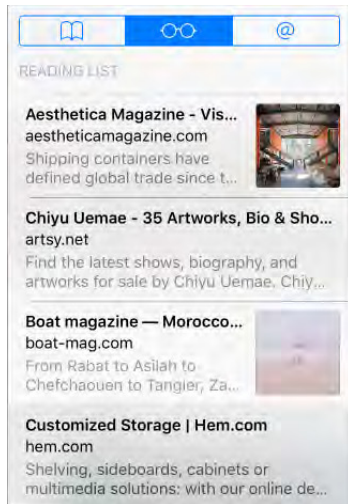 @
READING LIST
Aesthetica Magazine - Vis...
aestheticamagazine.com
Shipping containers have
defined global trade since t...
Chiyu Uemae - 35 Artworks, Bio & Sho...
artsy.net
Find the latest shows, biography, and
artworks for sale by Chiyu Uemae. Chiy...
Boat magazine — Morocco...
boat-mag.com
From Rabat to Asilah to
Chefchaouen to Tangier, Za...
Customized Storage | Hem.com
hem.com
Shelving, sideboards, cabinets or
multimedia solutions: with our online de...